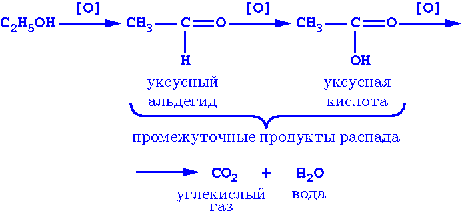 [O] [O] [O]
C₂H₅OH CH₃ C O CH₃ C O
H OH
уксусный уксусная
альдегид кислота
промежуточные продукты распада
CO₂ + H₂O
углекислый вода
газ